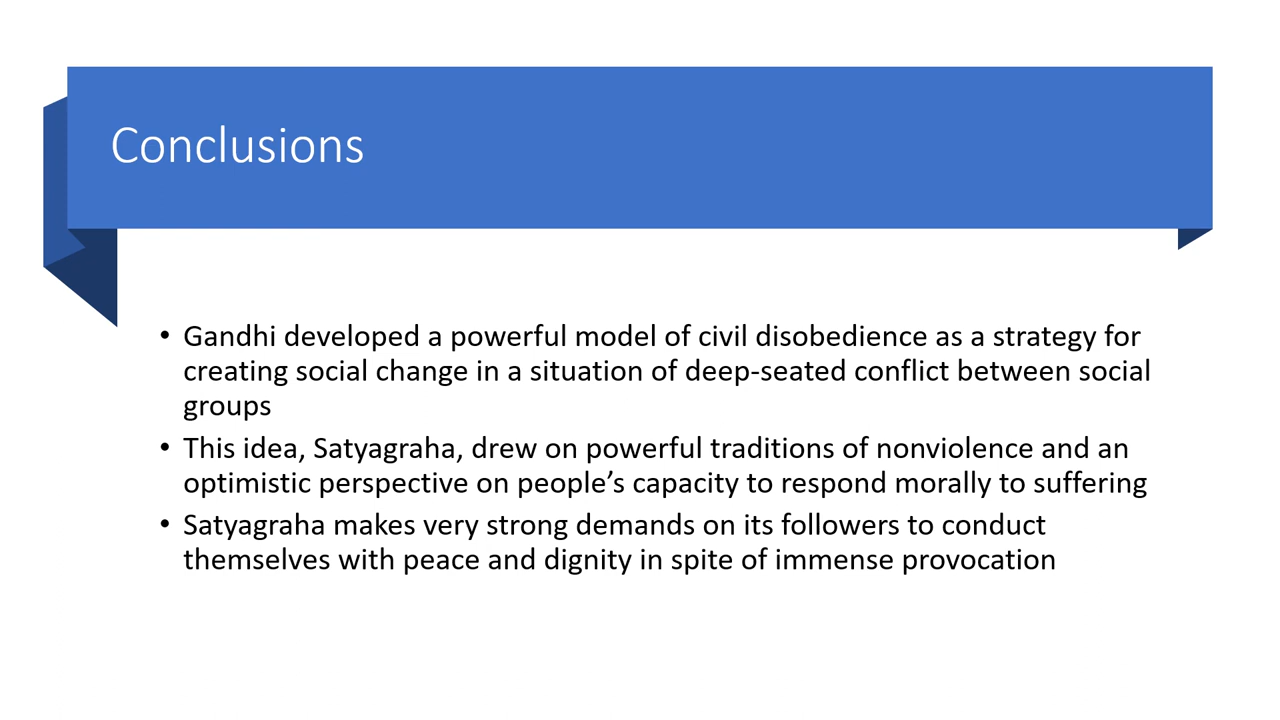 Conclusions
• Gandhi developed a powerful model of civil disobedience as a strategy for
creating social change in a situation of deep-seated conflict between social
groups
• This idea, Satyagraha, drew on powerful traditions of nonviolence and an
optimistic perspective on people’s capacity to respond morally to suffering
• Satyagraha makes very strong demands on its followers to conduct
themselves with peace and dignity in spite of immense provocation